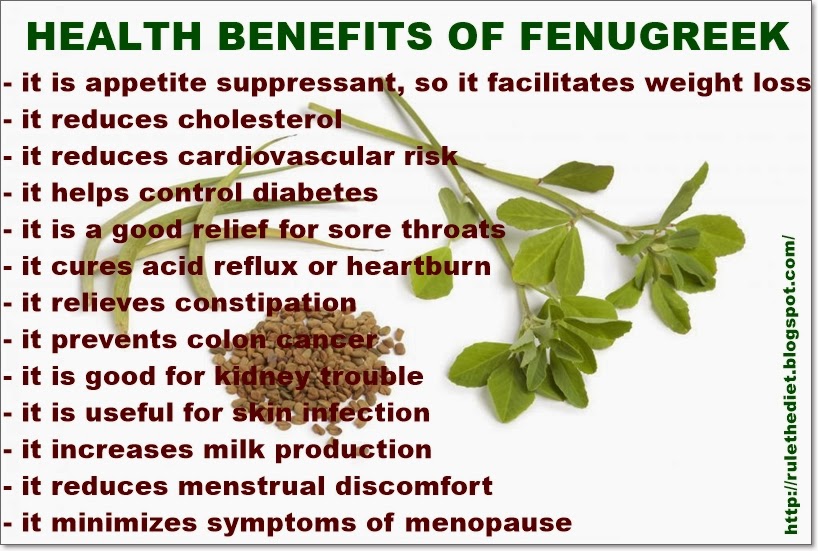 HEALTH BENEFITS OF FENUGREEK
- it is appetite suppressant, so it facilitates weight loss
- it reduces cholesterol
- it reduces cardiovascular risk
- it helps control diabetes
- it is a good relief for sore throats
- it cures acid reflux or heartburn
- it relieves constipation
- it prevents colon cancer
- it is good for kidney trouble
- it is useful for skin infection
- it increases milk production
- it reduces menstrual discomfort
- it minimizes symptoms of menopause
http://rulethediet.blogspot.com/